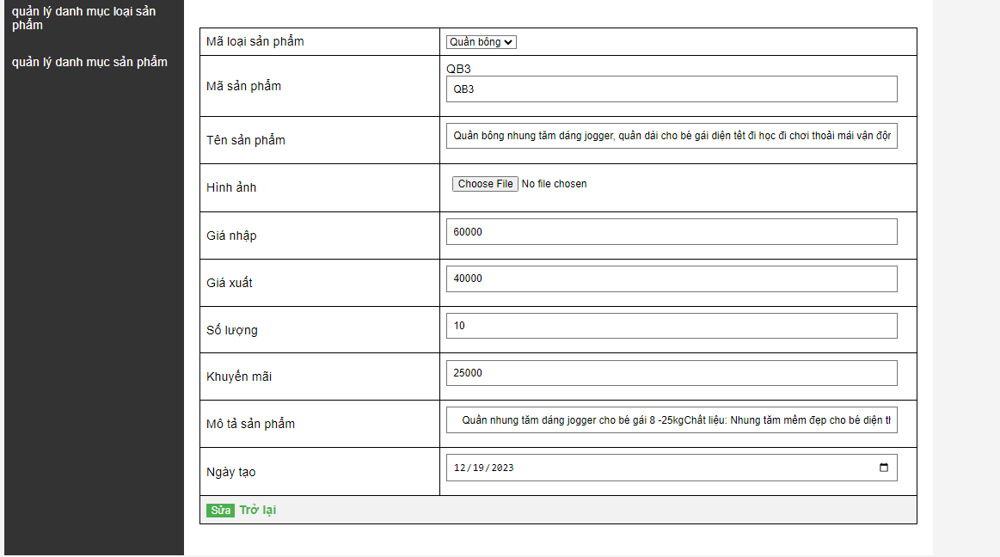 quản lý danh mục loại sản
phẩm
quản lý danh mục sản phẩm
Mã loại sản phẩm
Quần bông
Mã sản phẩm
QB3
QB3
Tên sản phẩm
Quần bông nhung tăm dáng jogger, quần dài cho bé gái diện tết đi học đi chơi thoải mái vận độn
Hình ảnh
Choose File No file chosen
Giá nhập
60000
Giá xuất
40000
Số lượng
10
Khuyến mãi
25000
Mô tả sản phẩm
Quần nhung tăm dáng jogger cho bé gái 8 -25kgChất liệu: Nhung tăm mềm đẹp cho bé diện
Ngày tạo
12/19/2023
Sửa Trở lại